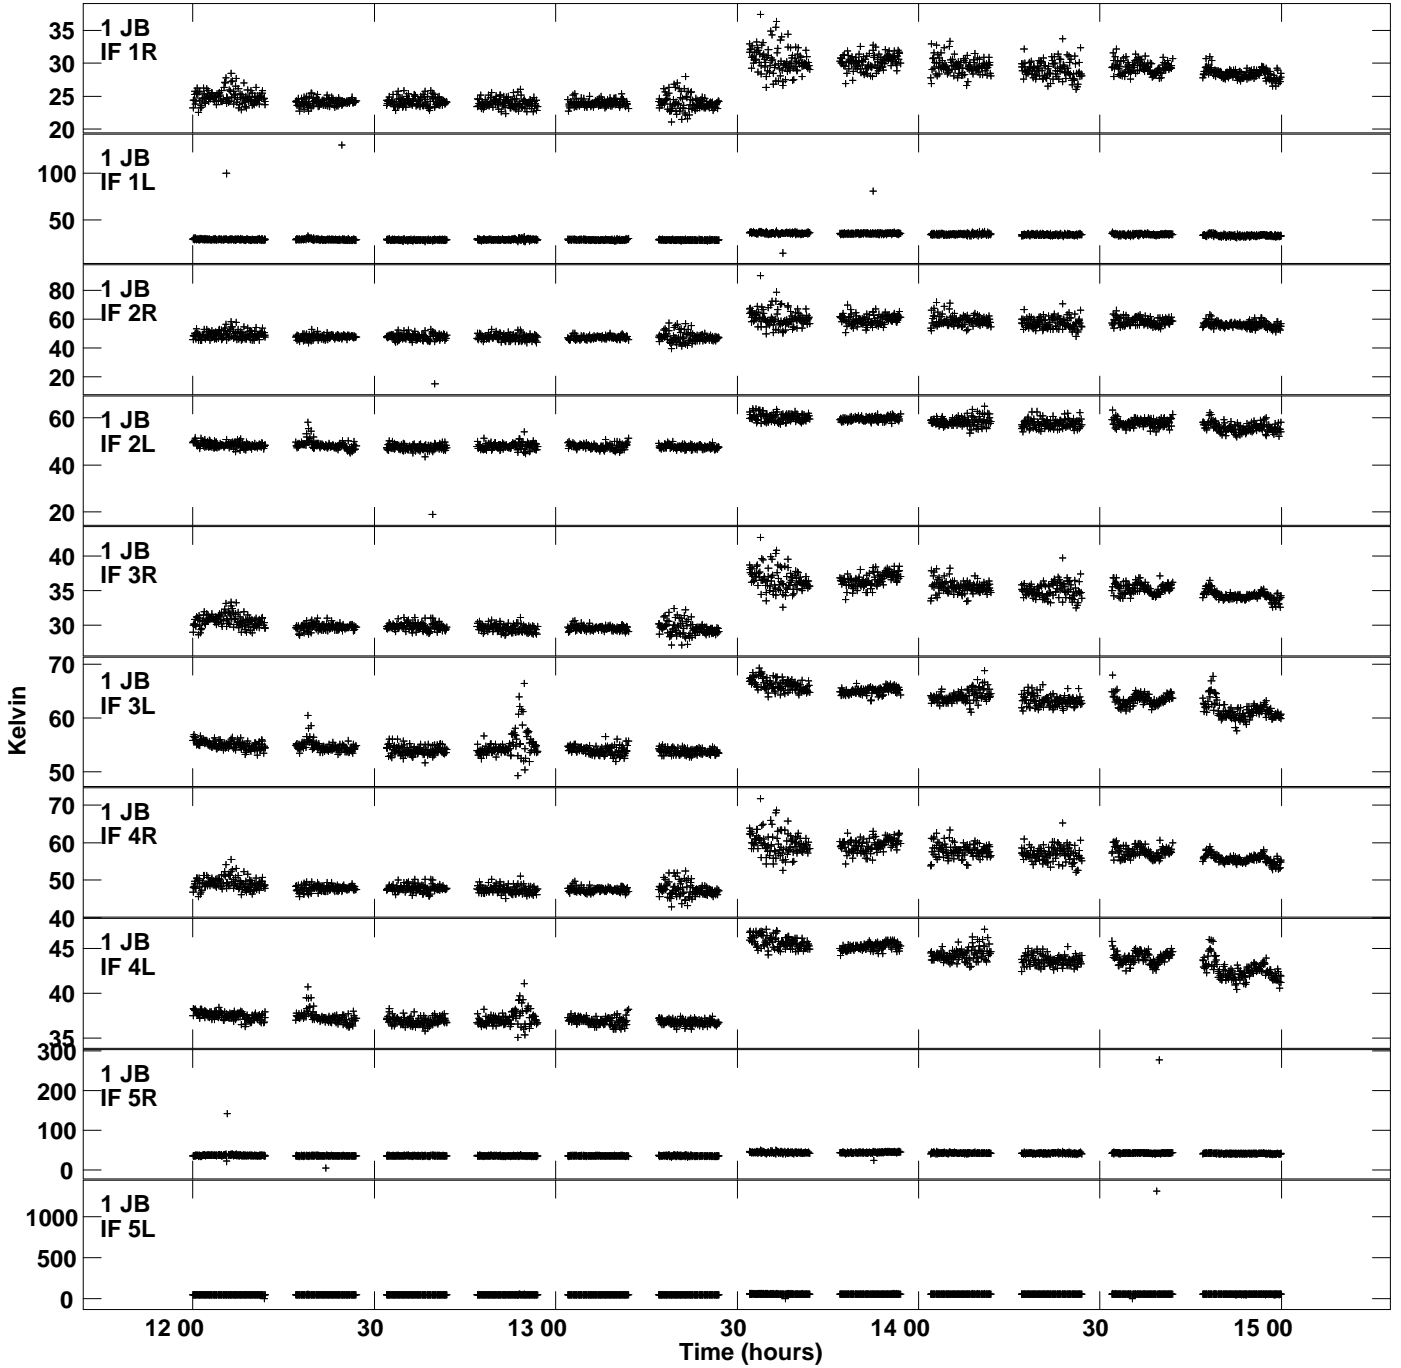 1 JB
IF 1R
35
30
25
20
1 JB
IF 1L
100
50
1 JB
IF 2R
80
60
40
20
1 JB
IF 2L
60
40
20
1 JB
IF 3R
40
35
30
1 JB
IF 3L
70
60
50
1 JB
IF 4R
70
60
50
40
1 JB
IF 4L
45
40
35
1 JB
IF 5R
300
200
100
0
1 JB
IF 5L
1000
500
0
Kelvin
12 00 30 13 00 30 14 00 30 15 00
Time (hours)